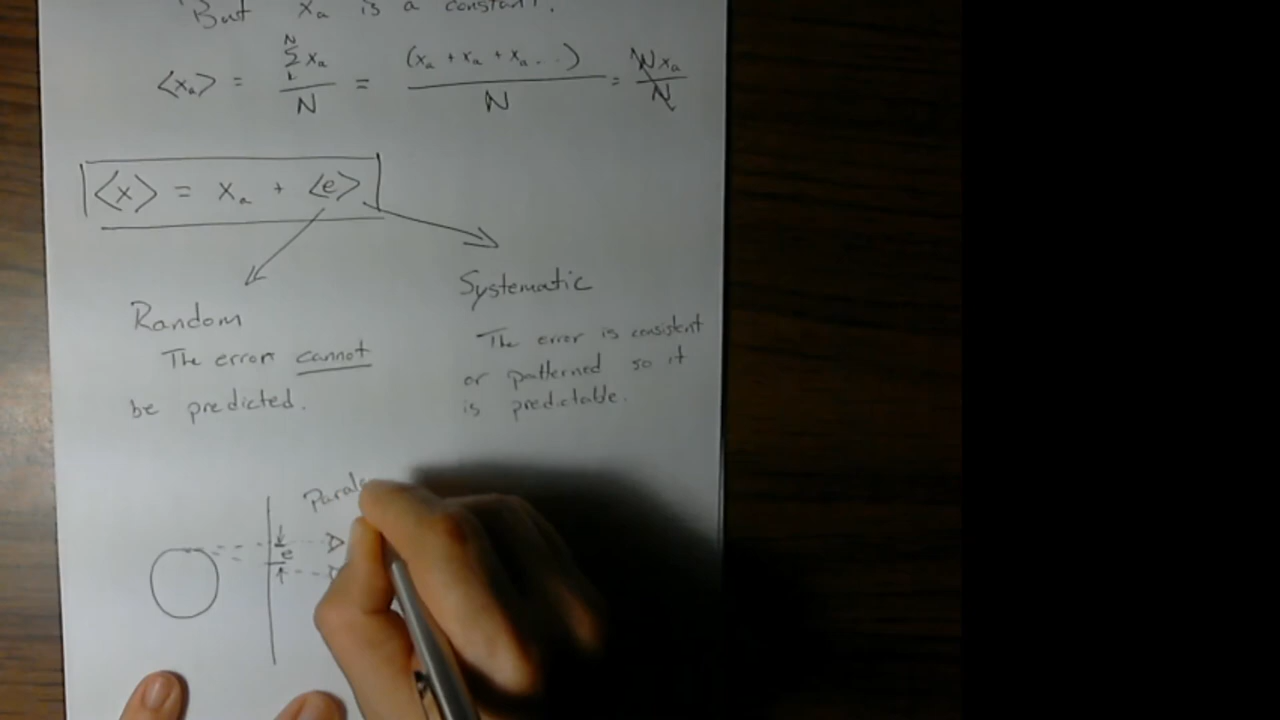 But xₐ is a constant.
⟨xₐ⟩ = N Σ 1 xₐ / N = (xₐ + xₐ + xₐ . . .) / N = N xₐ / N
⟨x⟩ = xₐ + ⟨e⟩
Systematic
Random
The error is consistent
The error cannot
or patterned so it
be predicted.
is predictable.
e